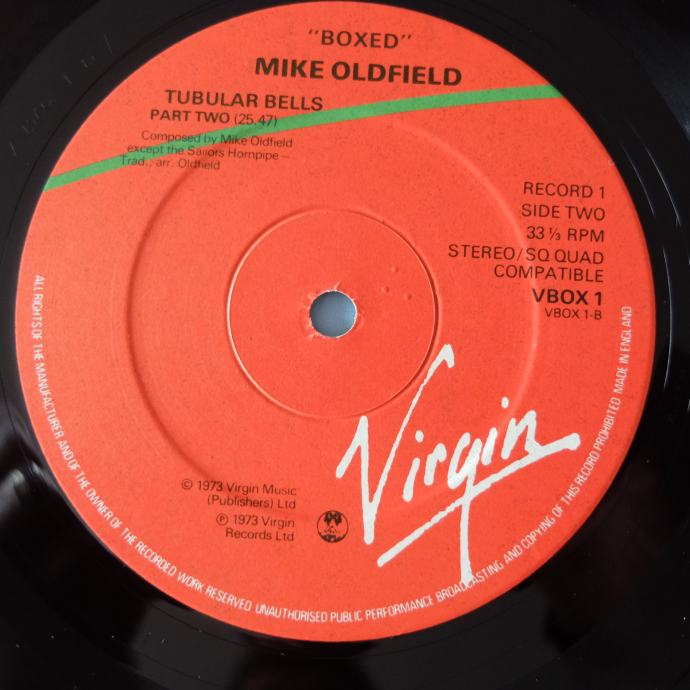 "BOXED"
MIKE OLDFIELD
TUBULAR BELLS
PART TWO (25.47)
Composed by Mike Oldfield
except the Sailors Hornpipe –
Trad., arr. Oldfield
RECORD 1
SIDE TWO
33⅓ RPM
STEREO/SQ QUAD
COMPATIBLE
VBOX 1
VBOX 1-B
Virgin
© 1973 Virgin Music
(Publishers) Ltd
℗ 1973 Virgin
Records Ltd
ALL RIGHTS OF THE MANUFACTURER AND OF THE OWNER OF THE RECORDED WORK RESERVED UNAUTHORISED PUBLIC PERFORMANCE BROADCASTING AND COPYING OF THIS RECORD PROHIBITED MADE IN ENGLAND